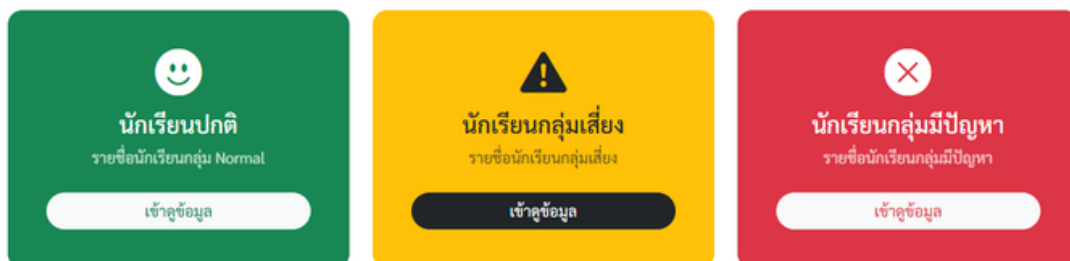 นักเรียนปกติ
รายชื่อนักเรียนกลุ่ม Normal
เข้าดูข้อมูล
นักเรียนกลุ่มเสี่ยง
รายชื่อนักเรียนกลุ่มเสี่ยง
เข้าดูข้อมูล
นักเรียนกลุ่มมีปัญหา
รายชื่อนักเรียนกลุ่มมีปัญหา
เข้าดูข้อมูล